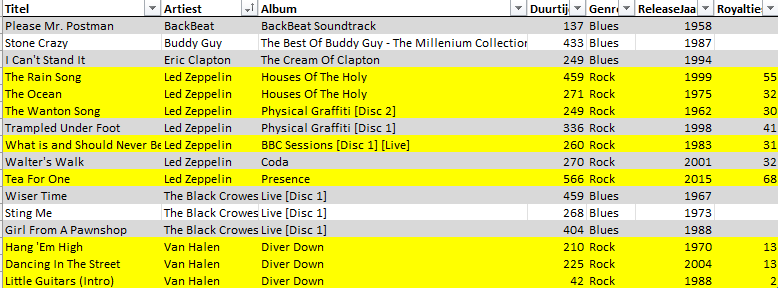 Titel Artiest Album Duurtij Genre ReleaseJaa Royaltie
Please Mr. Postman BackBeat BackBeat Soundtrack 137 Blues 1958
Stone Crazy Buddy Guy The Best Of Buddy Guy - The Millenium Collection 433 Blues 1987
I Can't Stand It Eric Clapton The Cream Of Clapton 249 Blues 1994
The Rain Song Led Zeppelin Houses Of The Holy 459 Rock 1999 55
The Ocean Led Zeppelin Houses Of The Holy 271 Rock 1975 32
The Wanton Song Led Zeppelin Physical Graffiti [Disc 2] 249 Rock 1962 30
Trampled Under Foot Led Zeppelin Physical Graffiti [Disc 1] 336 Rock 1998 41
What is and Should Never Be Led Zeppelin BBC Sessions [Disc 1] [Live] 260 Rock 1983 31
Walter's Walk Led Zeppelin Coda 270 Rock 2001 32
Tea For One Led Zeppelin Presence 566 Rock 2015 68
Wiser Time The Black Crowes Live [Disc 1] 459 Blues 1967
Sting Me The Black Crowes Live [Disc 1] 268 Blues 1973
Girl From A Pawnshop The Black Crowes Live [Disc 1] 404 Blues 1988
Hang 'Em High Van Halen Diver Down 210 Rock 1970 13
Dancing In The Street Van Halen Diver Down 225 Rock 2004 13
Little Guitars (Intro) Van Halen Diver Down 42 Rock 1988 2